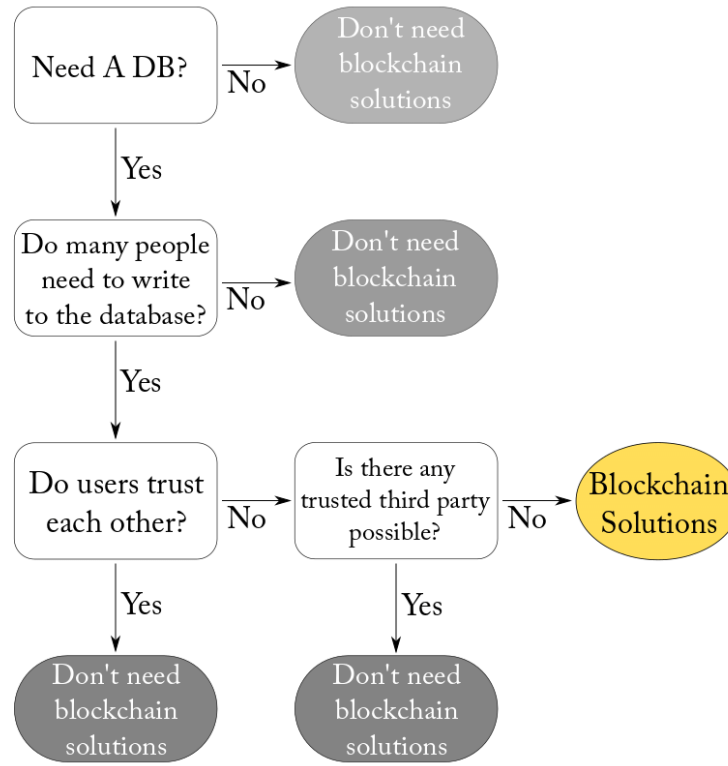 Need A DB?
No
Don't need
blockchain
solutions
Yes
Do many people
need to write
to the database?
No
Don't need
blockchain
solutions
Yes
Do users trust
each other?
No
Is there any
trusted third party
possible?
No
Blockchain
Solutions
Yes
Don't need
blockchain
solutions
Yes
Don't need
blockchain
solutions